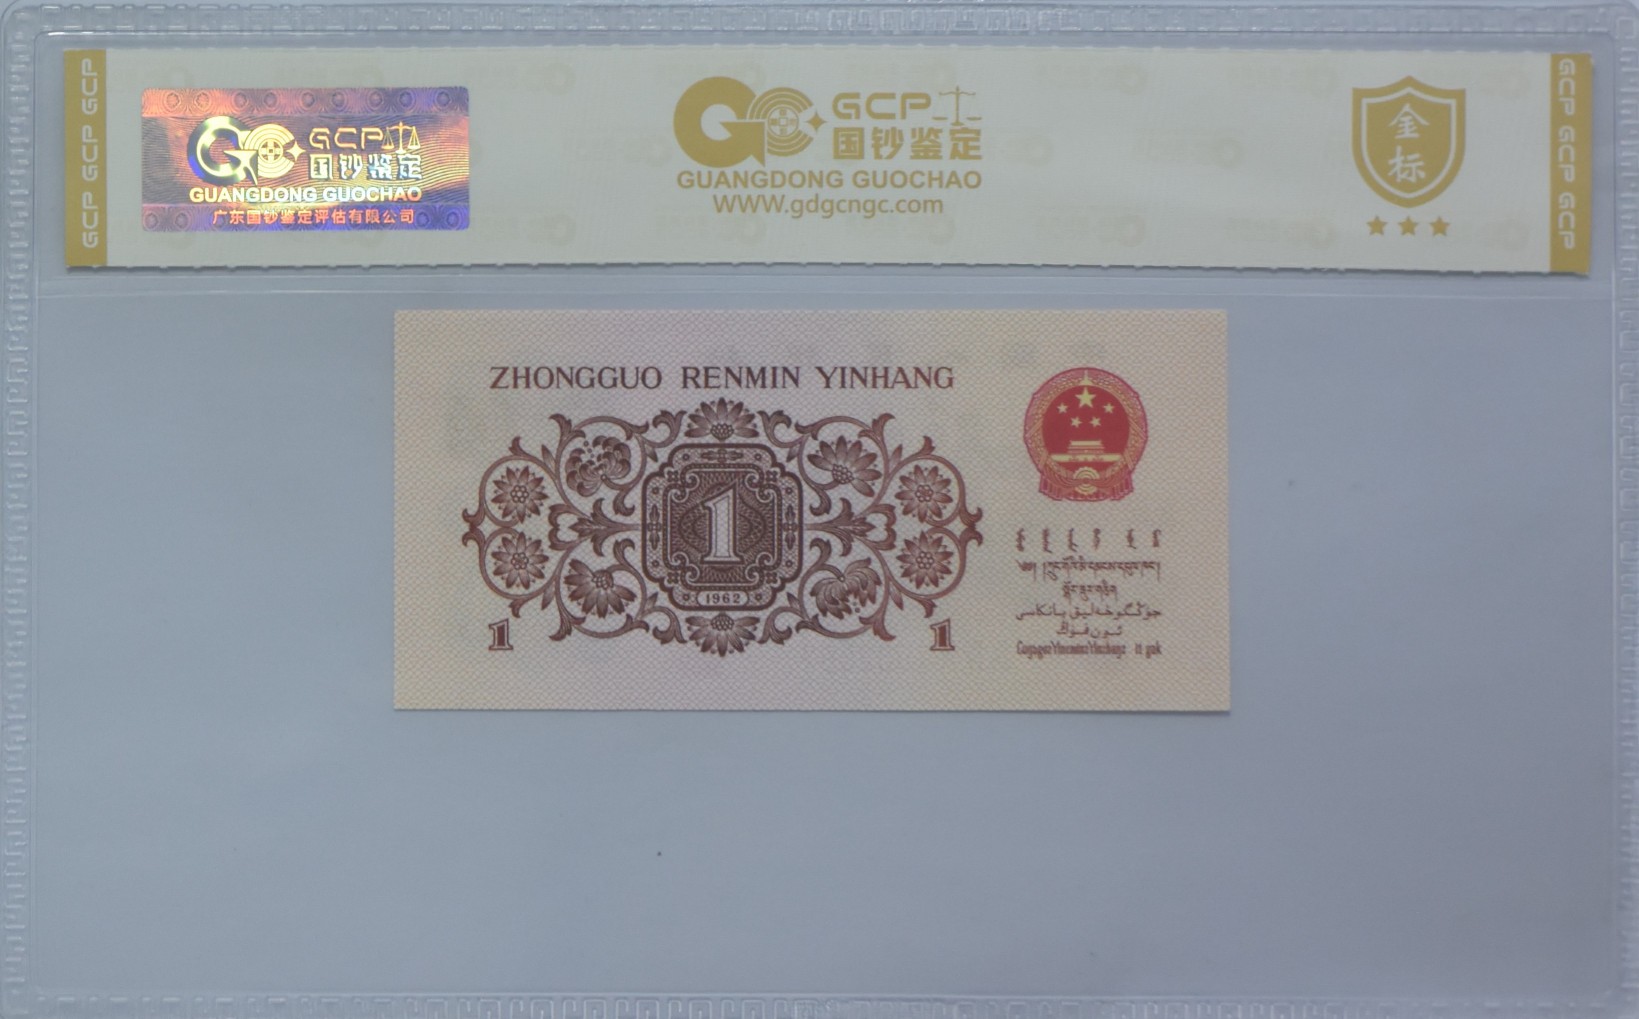 GCP GCP GCP
GCP
国钞鉴定
GUANGDONG GUOCHAO
广东国钞鉴定评估有限公司
GCP
国钞鉴定
GUANGDONG GUOCHAO
WWW.gdgcngc.com
金标
GCP GCP GCP
ZHONGGUO RENMIN YINHANG
1
1962
1
1
جۇڭگوخەلىق بانكاسى